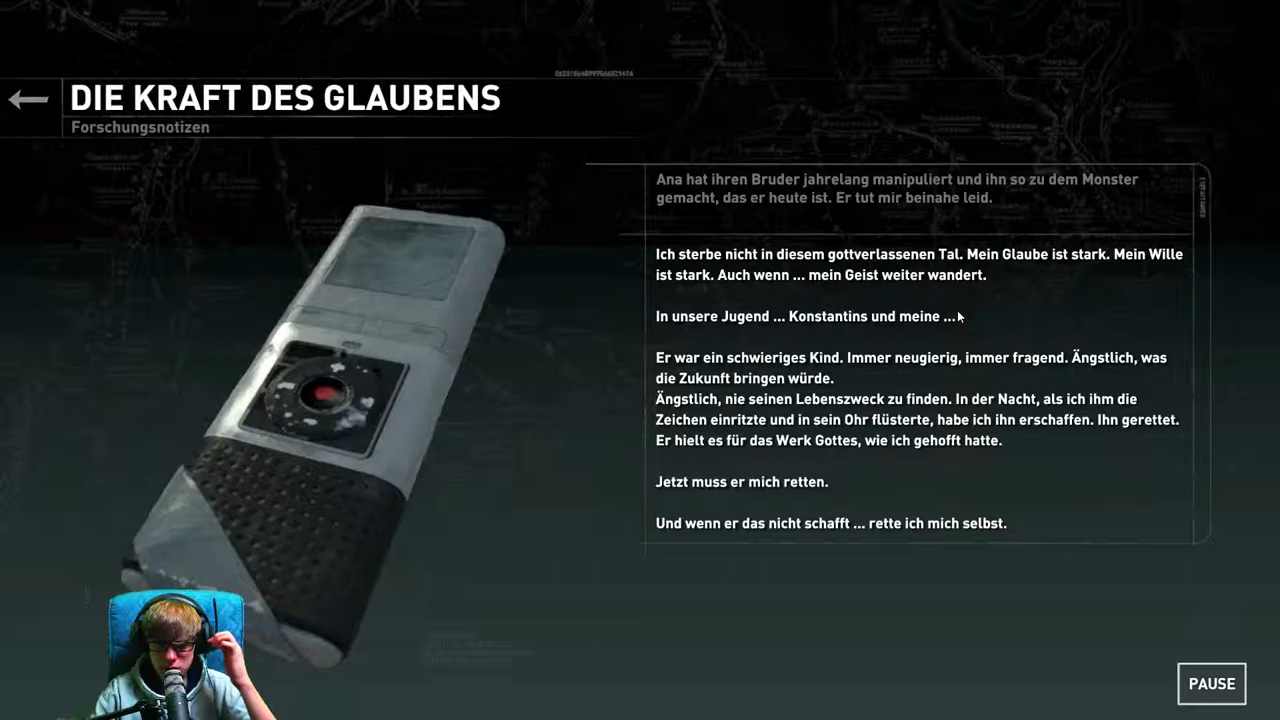 DIE KRAFT DES GLAUBENS
Forschungsnotizen
Ana hat ihren Bruder jahrelang manipuliert und ihn so zu dem Monster
gemacht, das er heute ist. Er tut mir beinahe leid.
Ich sterbe nicht in diesem gottverlassenen Tal. Mein Glaube ist stark. Mein Wille
ist stark. Auch wenn ... mein Geist weiter wandert.
In unsere Jugend ... Konstantins und meine ...
Er war ein schwieriges Kind. Immer neugierig, immer fragend. Ängstlich, was
die Zukunft bringen würde.
Ängstlich, nie seinen Lebenszweck zu finden. In der Nacht, als ich ihm die
Zeichen einritzte und in sein Ohr flüsterte, habe ich ihn erschaffen. Ihn gerettet.
Er hielt es für das Werk Gottes, wie ich gehofft hatte.
Jetzt muss er mich retten.
Und wenn er das nicht schafft ... rette ich mich selbst.
PAUSE